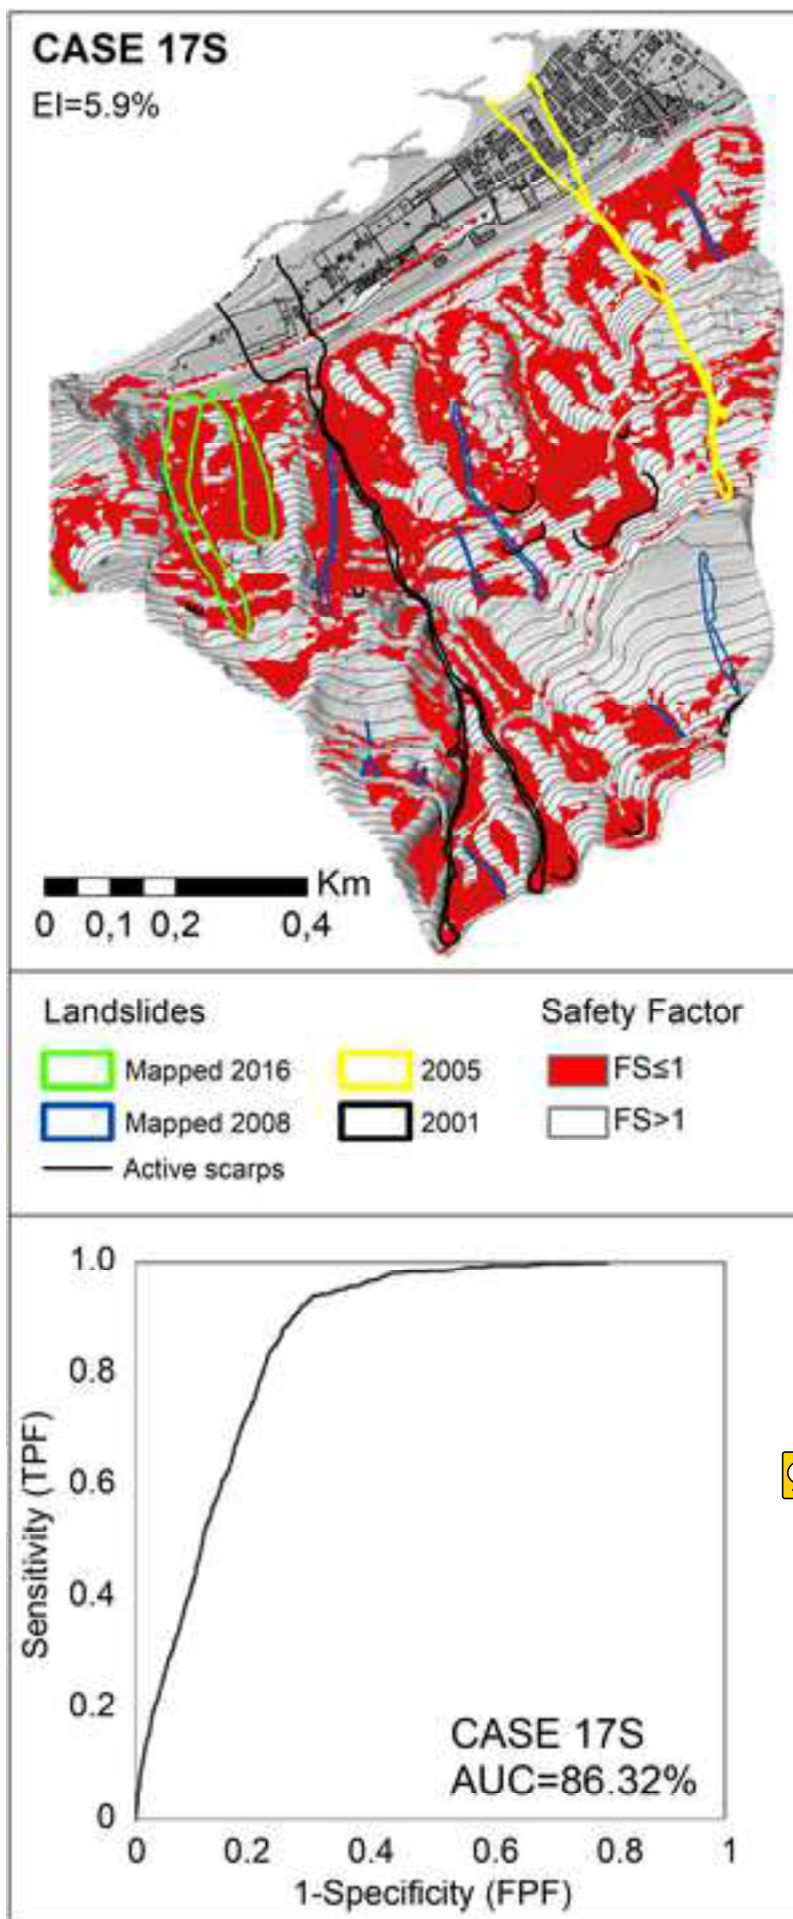 CASE 17S
EI=5.9%
Km
0 0,1 0,2 0,4
Landslides
Safety Factor
Mapped 2016
2005
FS≤1
Mapped 2008
2001
FS>1
Active scarps
1.0
0.8
0.6
0.4
0.2
0
Sensitivity (TPF)
CASE 17S
AUC=86.32%
0 0.2 0.4 0.6 0.8 1
1-Specificity (FPF)